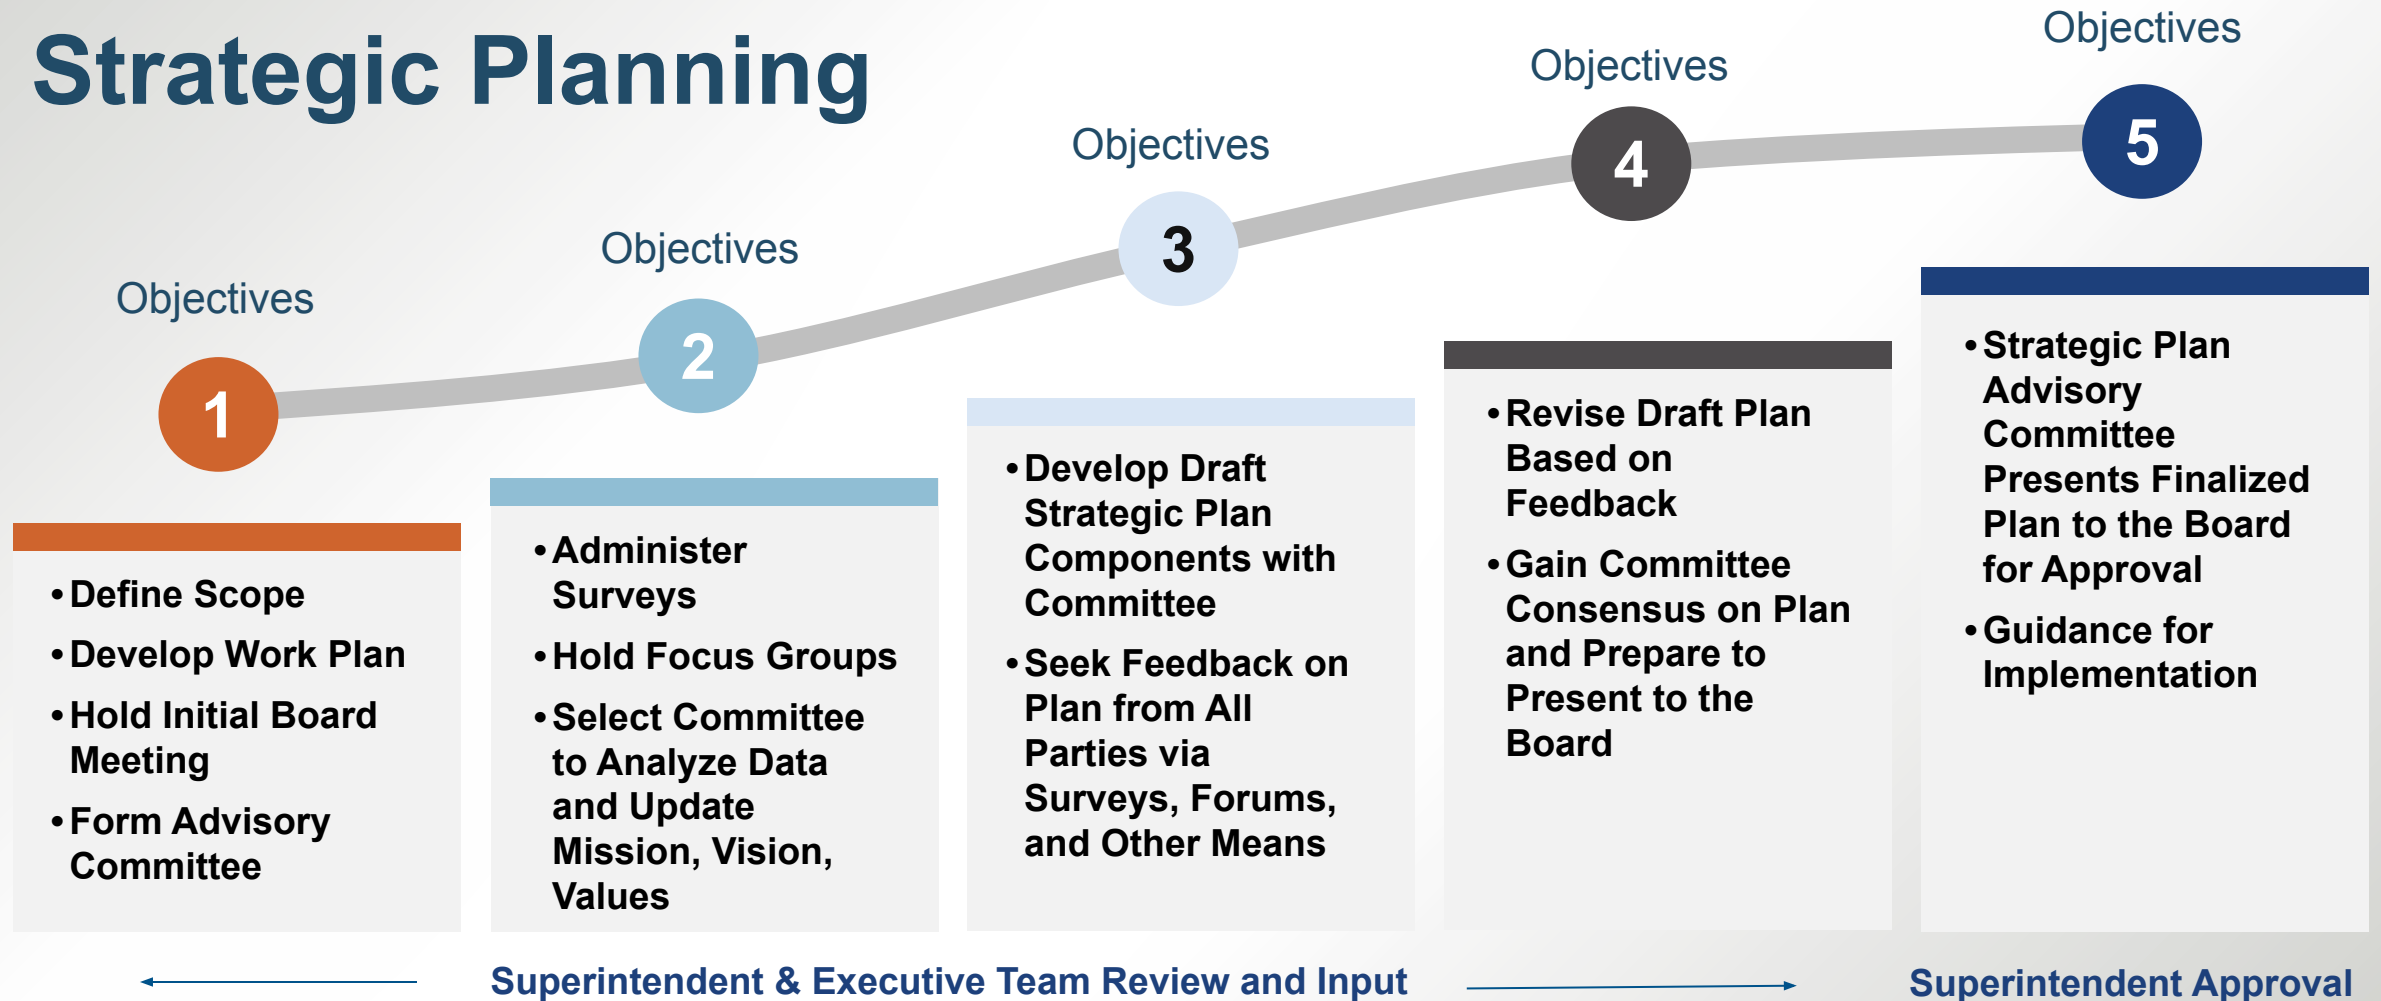 Strategic Planning
Objectives
1
• Define Scope
• Develop Work Plan
• Hold Initial Board
Meeting
• Form Advisory
Committee
Objectives
2
• Administer
Surveys
• Hold Focus Groups
• Select Committee
to Analyze Data
and Update
Mission, Vision,
Values
Objectives
3
• Develop Draft
Strategic Plan
Components with
Committee
• Seek Feedback on
Plan from All
Parties via
Surveys, Forums,
and Other Means
Objectives
4
• Revise Draft Plan
Based on
Feedback
• Gain Committee
Consensus on Plan
and Prepare to
Present to the
Board
Objectives
5
• Strategic Plan
Advisory
Committee
Presents Finalized
Plan to the Board
for Approval
• Guidance for
Implementation
Superintendent & Executive Team Review and Input
Superintendent Approval